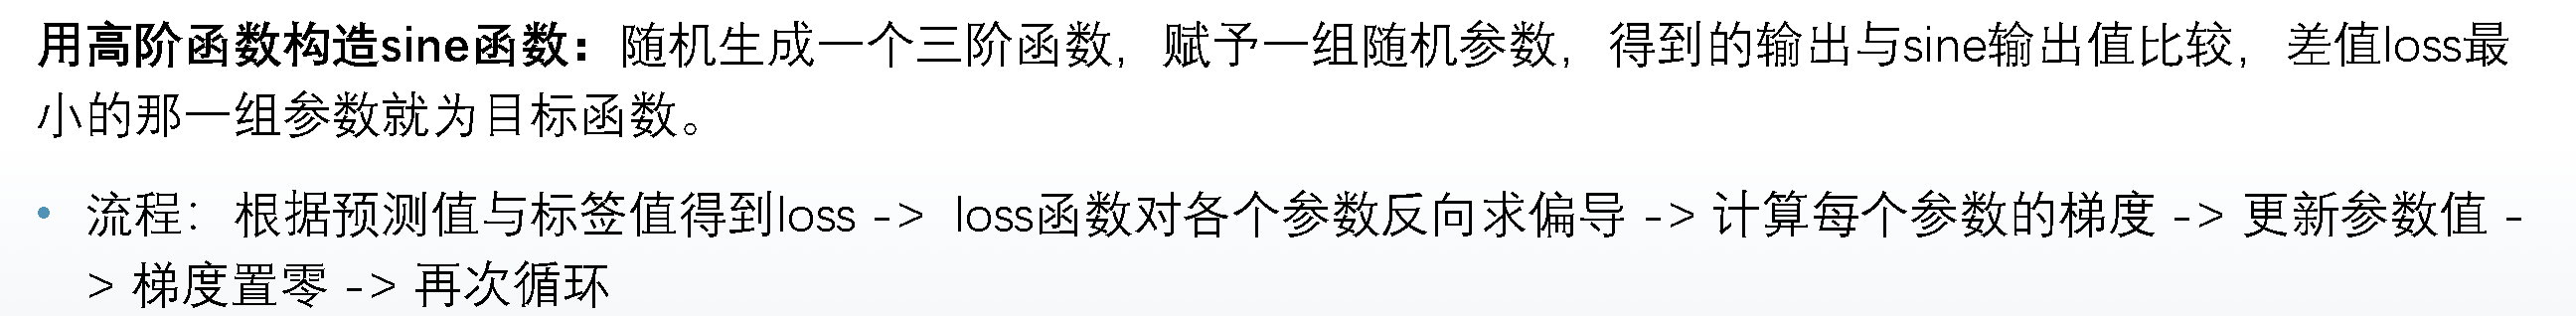 用高阶函数构造sine函数：随机生成一个三阶函数，赋予一组随机参数，得到的输出与sine输出值比较，差值loss最
小的那一组参数就为目标函数。
• 流程：根据预测值与标签值得到loss -> loss函数对各个参数反向求偏导 -> 计算每个参数的梯度 -> 更新参数值 -
> 梯度置零 -> 再次循环